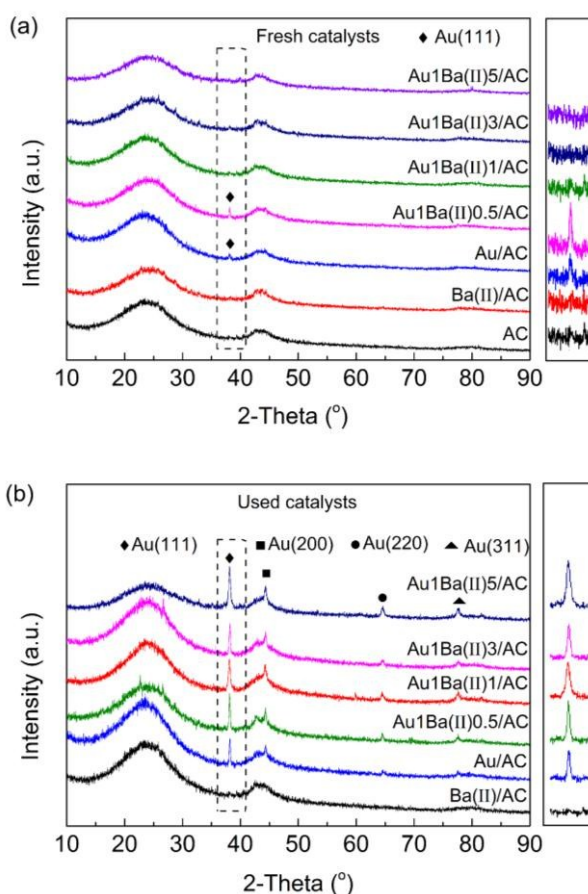 (a)
Fresh catalysts ♦ Au(111)
Au1Ba(II)5/AC
Au1Ba(II)3/AC
Au1Ba(II)1/AC
Au1Ba(II)0.5/AC
Au/AC
Ba(II)/AC
AC
Intensity (a.u.)
10 20 30 40 50 60 70 80 90
2-Theta (°)
(b)
Used catalysts
♦ Au(111) ■ Au(200) ● Au(220) ▲ Au(311)
Au1Ba(II)5/AC
Au1Ba(II)3/AC
Au1Ba(II)1/AC
Au1Ba(II)0.5/AC
Au/AC
Ba(II)/AC
Intensity (a.u.)
10 20 30 40 50 60 70 80 90
2-Theta (°)